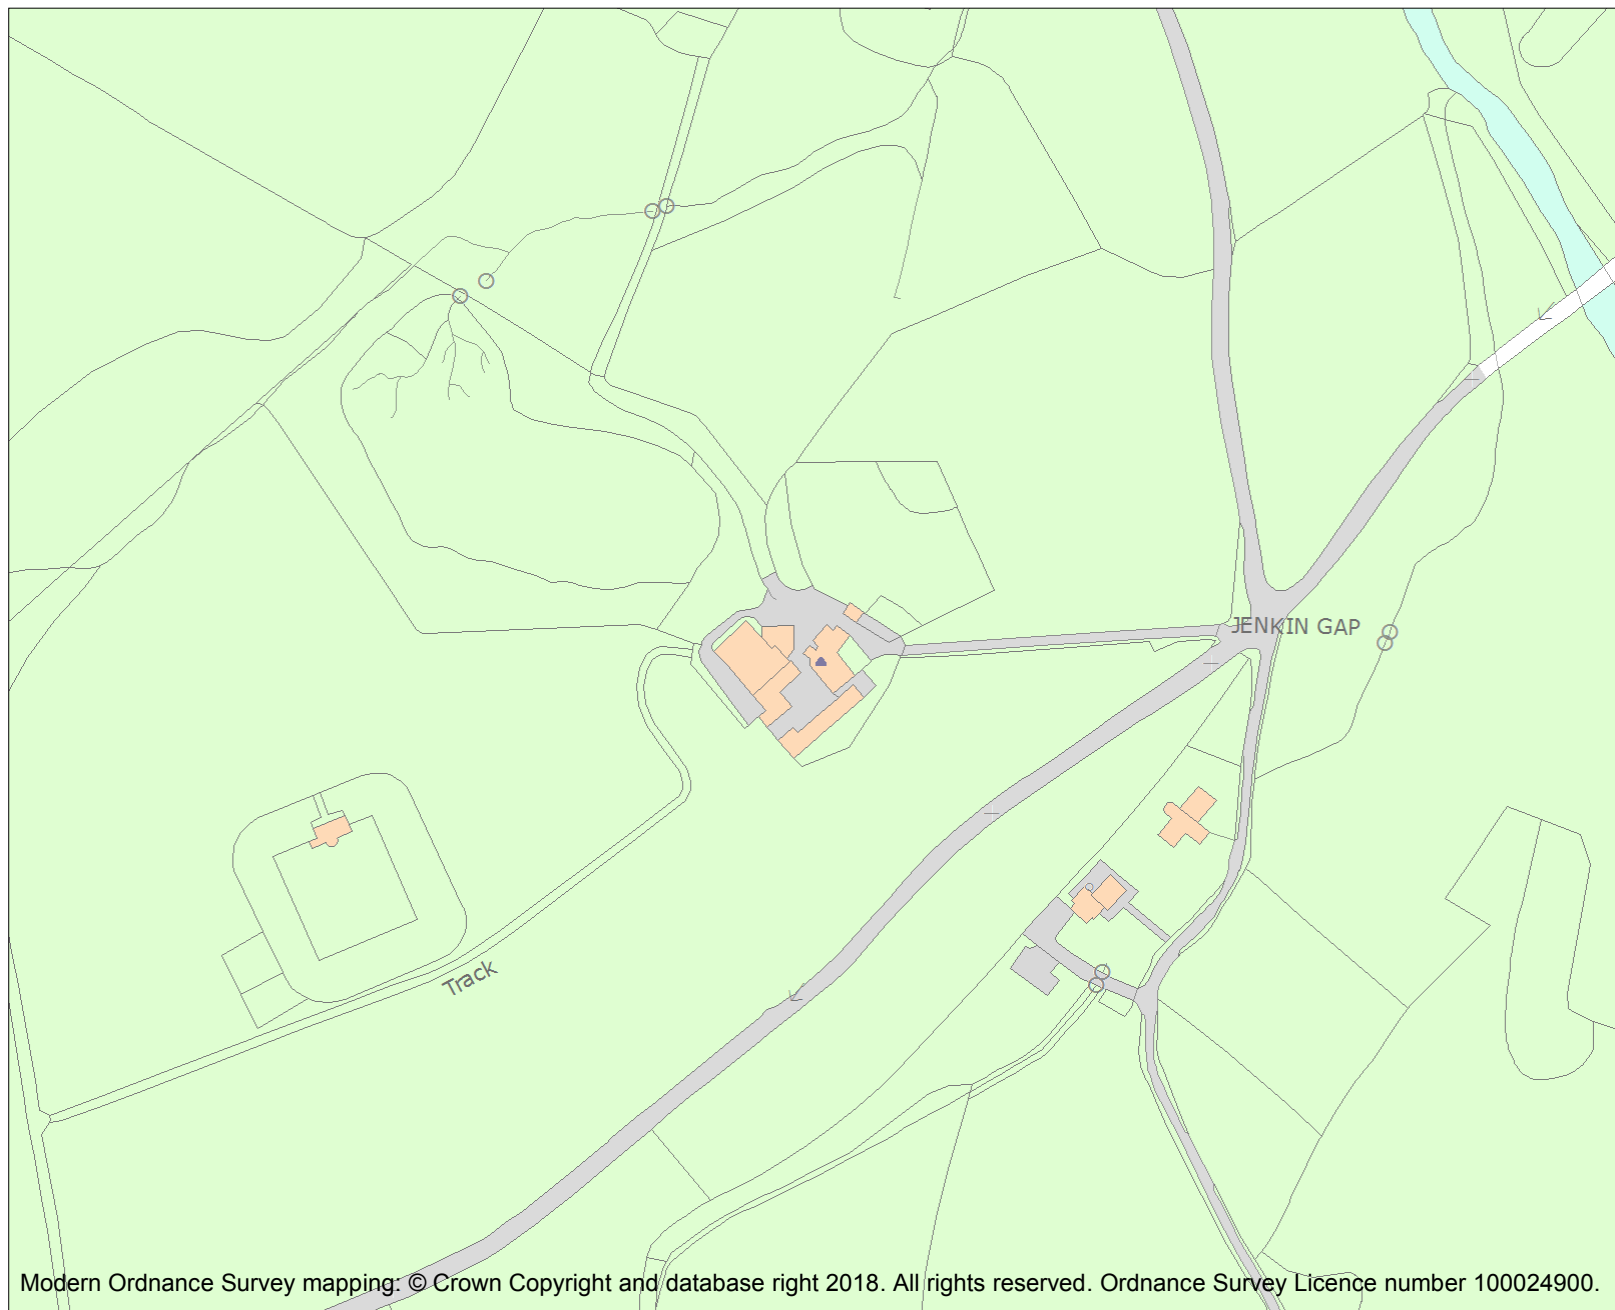 JENKIN GAP
Track
Modern Ordnance Survey mapping: © Crown Copyright and database right 2018. All rights reserved. Ordnance Survey Licence number 100024900.